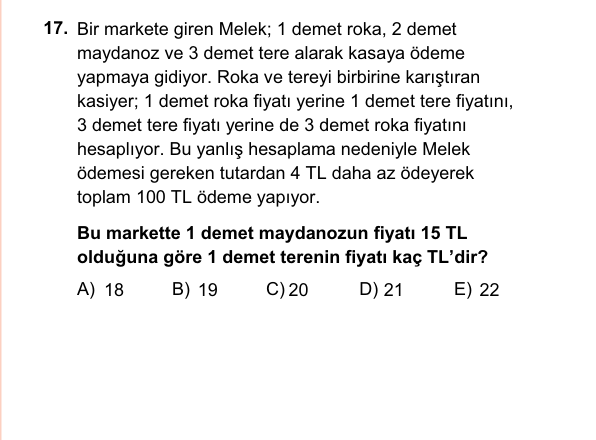 17. Bir markete giren Melek; 1 demet roka, 2 demet
maydanoz ve 3 demet tere alarak kasaya ödeme
yapmaya gidiyor. Roka ve tereyi birbirine karıştıran
kasiyer; 1 demet roka fiyatı yerine 1 demet tere fiyatını,
3 demet tere fiyatı yerine de 3 demet roka fiyatını
hesaplıyor. Bu yanlış hesaplama nedeniyle Melek
ödemesi gereken tutardan 4 TL daha az ödeyerek
toplam 100 TL ödeme yapıyor.
Bu markette 1 demet maydanozun fiyatı 15 TL
olduğuna göre 1 demet terenin fiyatı kaç TL’dir?
A) 18 B) 19 C) 20 D) 21 E) 22